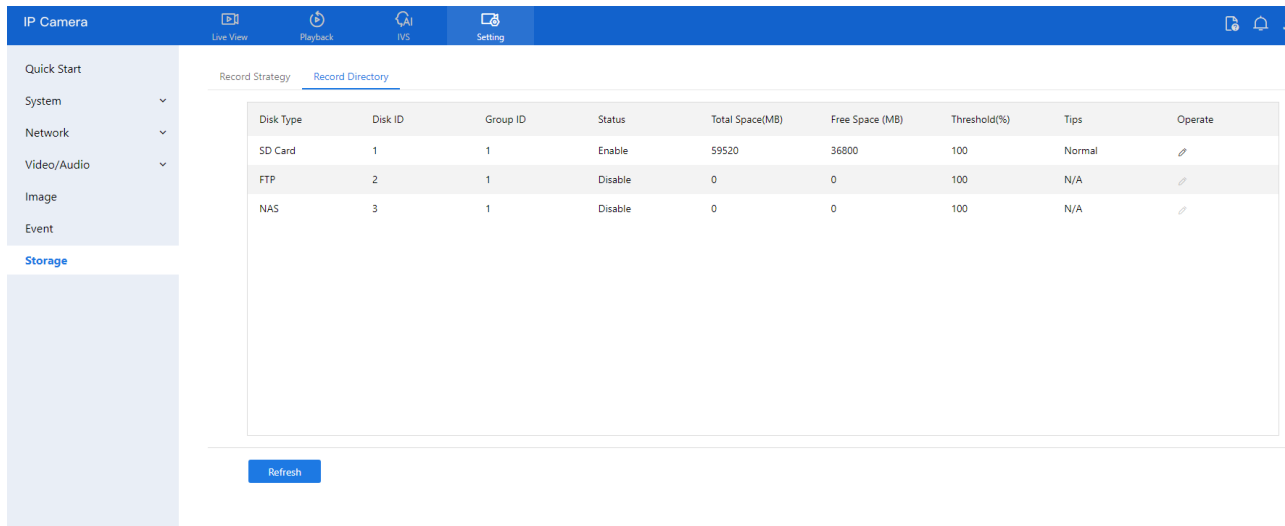 IP Camera
Live View Playback IVS Setting
AI
Quick Start
System
Network
Video/Audio
Image
Event
Storage
Record Strategy Record Directory
Disk Type Disk ID Group ID Status Total Space(MB) Free Space (MB) Threshold(%) Tips Operate
SD Card 1 1 Enable 59520 36800 100 Normal
FTP 2 1 Disable 0 0 100 N/A
NAS 3 1 Disable 0 0 100 N/A
Refresh